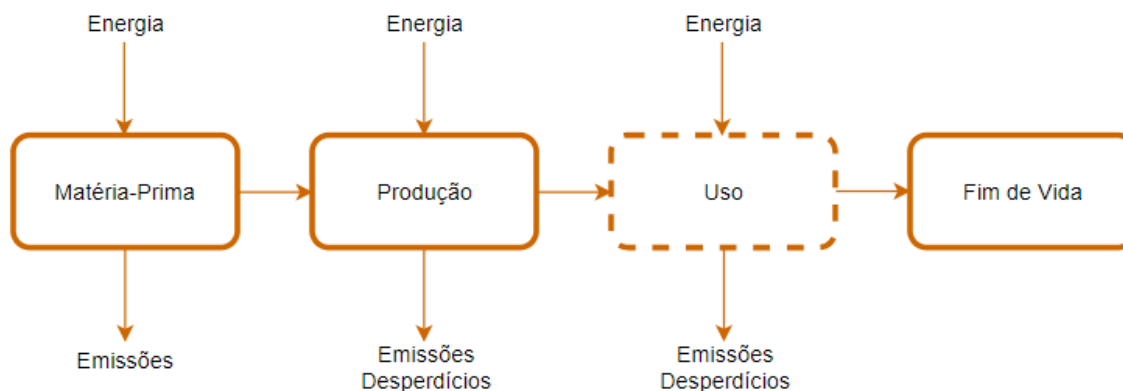 Energia
Energia
Energia
Matéria-Prima
Produção
Uso
Fim de Vida
Emissões
Emissões
Desperdícios
Emissões
Desperdícios